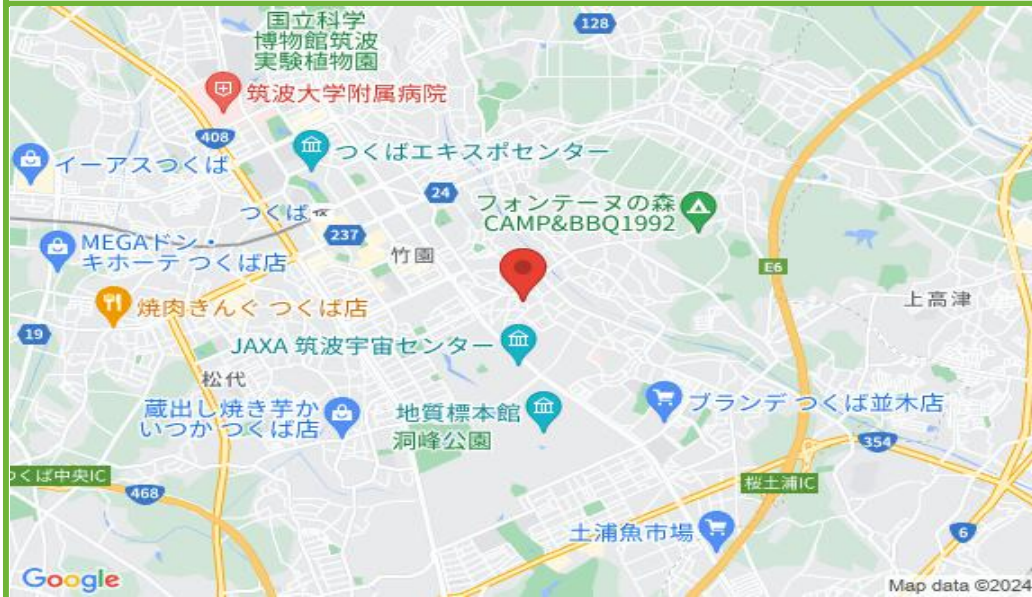 国立科学
博物館筑波
実験植物園
128
筑波大学附属病院
408
つくばエキスポセンター
イーアスつくば
24
フォンテーヌの森
CAMP&BBQ1992
つくば
237
MEGAドン・
キホーテ つくば店
竹園
E6
上高津
焼肉きんぐ つくば店
19
JAXA 筑波宇宙センター
松代
蔵出し焼き芋か
いつか つくば店
地質標本館
洞峰公園
ブランデ つくば並木店
354
つくば中央IC
468
桜土浦IC
土浦魚市場
6
Google
Map data ©2024